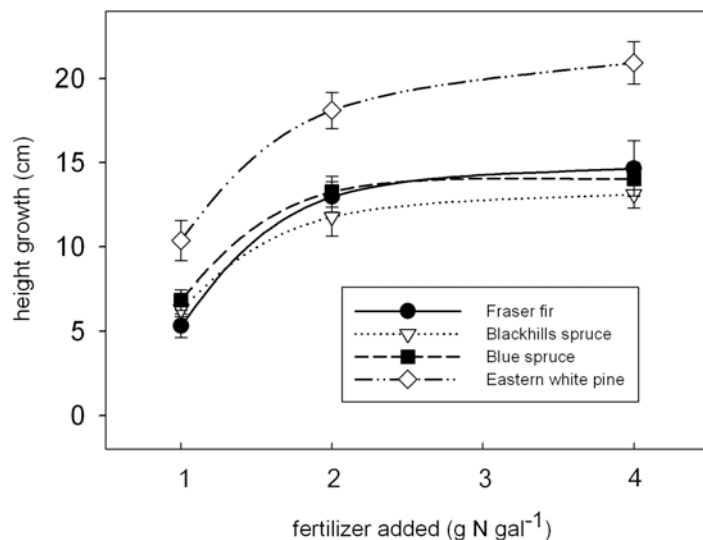 20
15
10
5
0
height growth (cm)
Fraser fir
Blackhills spruce
Blue spruce
Eastern white pine
1 2 3 4
fertilizer added (g N gal⁻¹)